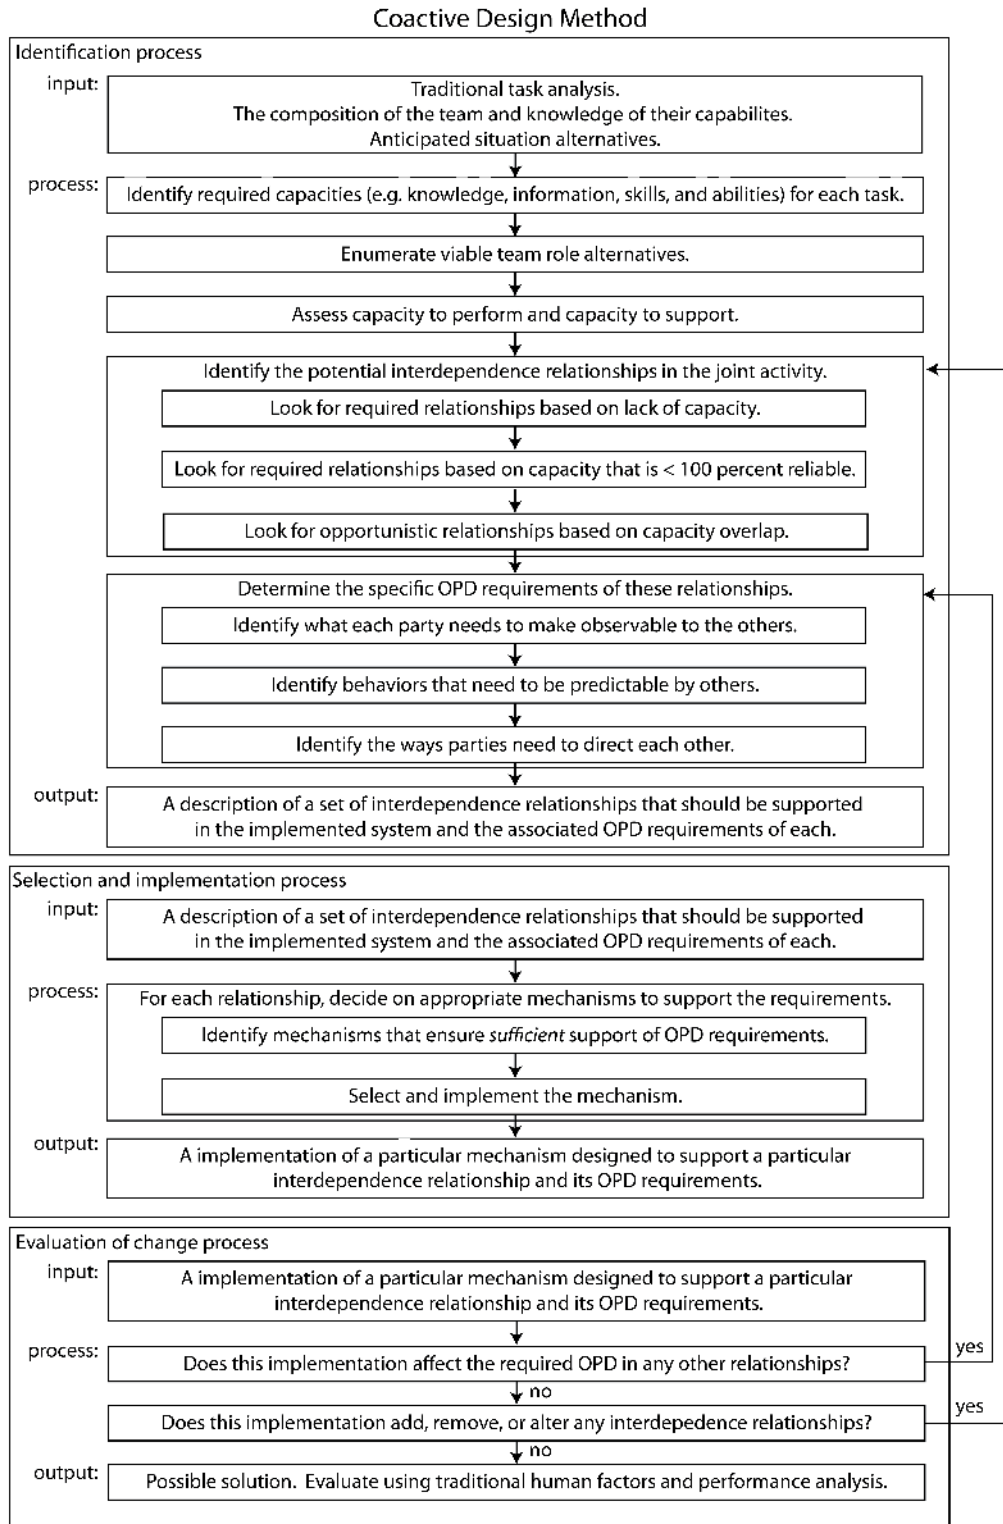 Coactive Design Method
Identification process
input:
Traditional task analysis.
The composition of the team and knowledge of their capabilites.
Anticipated situation alternatives.
process:
Identify required capacities (e.g. knowledge, information, skills, and abilities) for each task.
Enumerate viable team role alternatives.
Assess capacity to perform and capacity to support.
Identify the potential interdependence relationships in the joint activity.
Look for required relationships based on lack of capacity.
Look for required relationships based on capacity that is < 100 percent reliable.
Look for opportunistic relationships based on capacity overlap.
Determine the specific OPD requirements of these relationships.
Identify what each party needs to make observable to the others.
Identify behaviors that need to be predictable by others.
Identify the ways parties need to direct each other.
output:
A description of a set of interdependence relationships that should be supported
in the implemented system and the associated OPD requirements of each.
Selection and implementation process
input:
A description of a set of interdependence relationships that should be supported
in the implemented system and the associated OPD requirements of each.
process:
For each relationship, decide on appropriate mechanisms to support the requirements.
Identify mechanisms that ensure sufficient support of OPD requirements.
Select and implement the mechanism.
output:
A implementation of a particular mechanism designed to support a particular
interdependence relationship and its OPD requirements.
Evaluation of change process
input:
A implementation of a particular mechanism designed to support a particular
interdependence relationship and its OPD requirements.
process:
Does this implementation affect the required OPD in any other relationships?
yes
no
Does this implementation add, remove, or alter any interdepedence relationships?
yes
no
output:
Possible solution. Evaluate using traditional human factors and performance analysis.